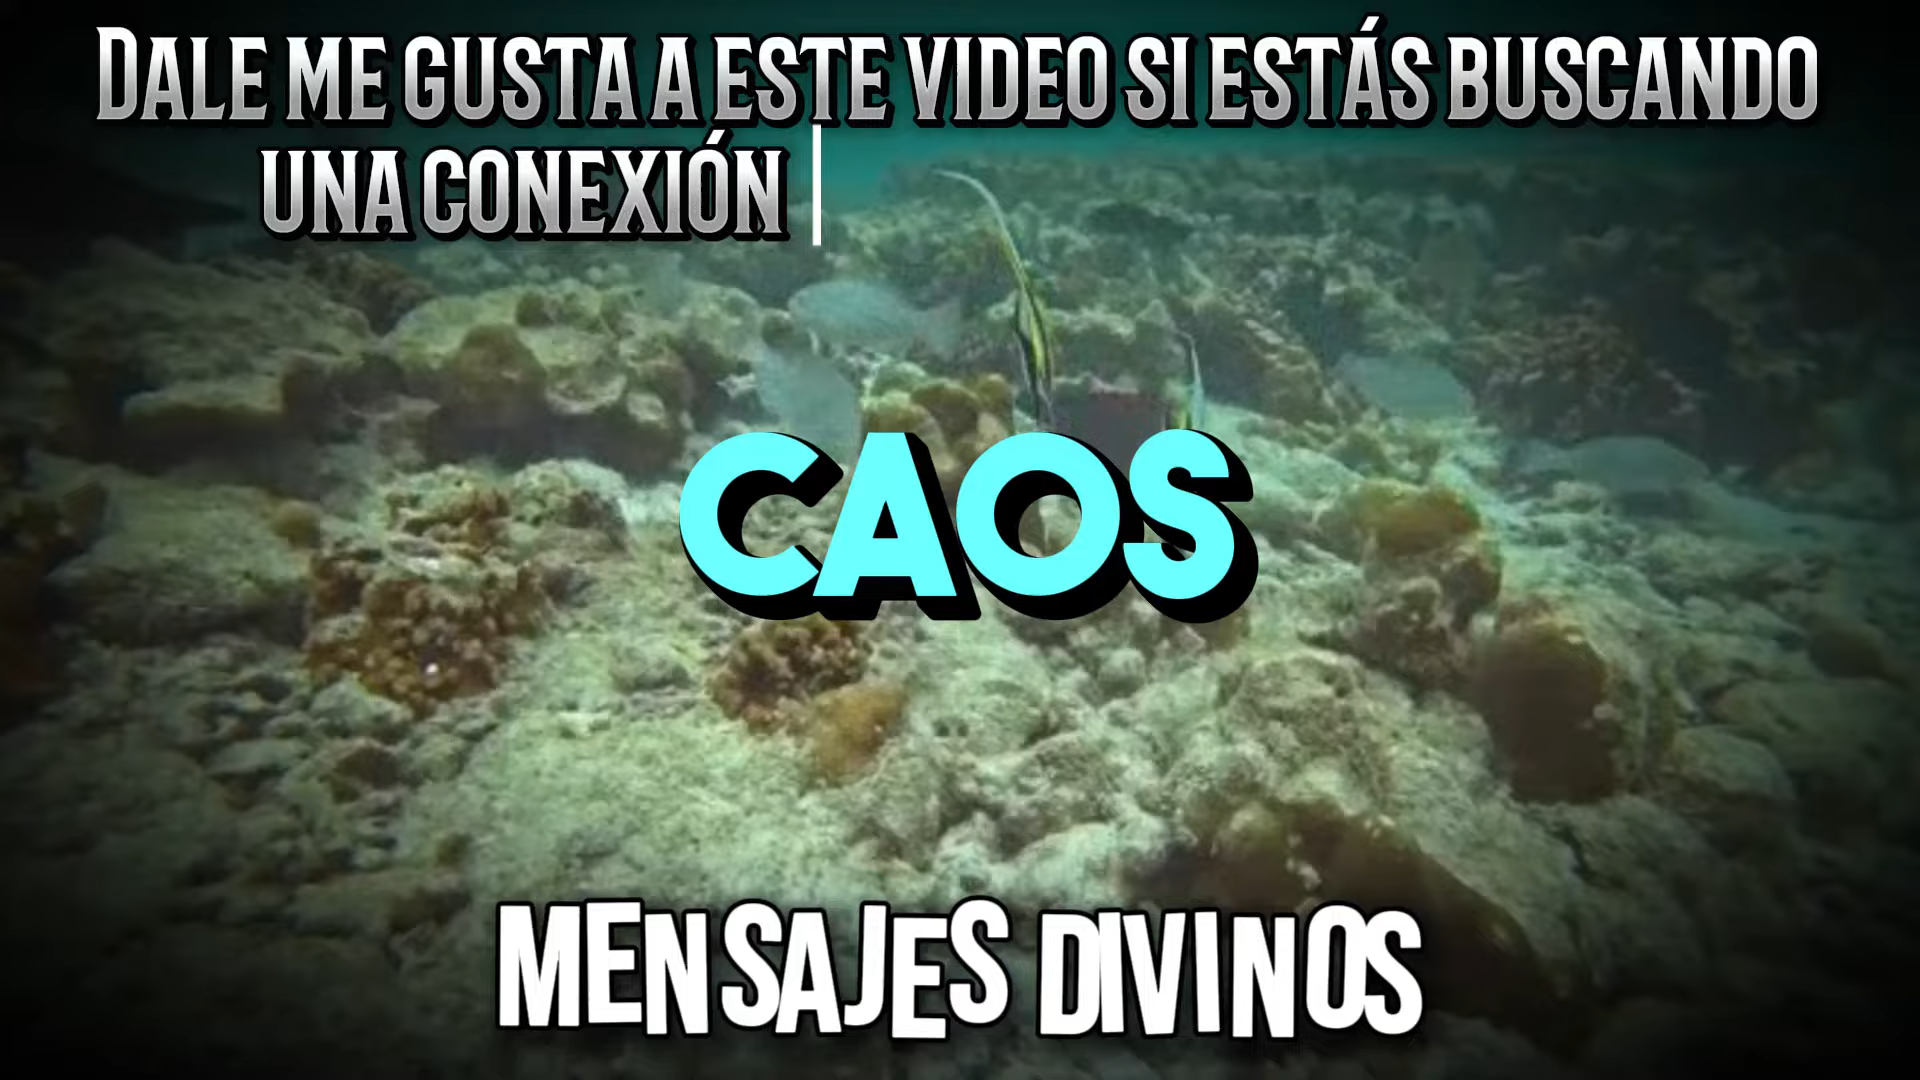 DALE ME GUSTA A ESTE VIDEO SI ESTÁS BUSCANDO
UNA CONEXIÓN
CAOS
MENSAJES DIVINOS